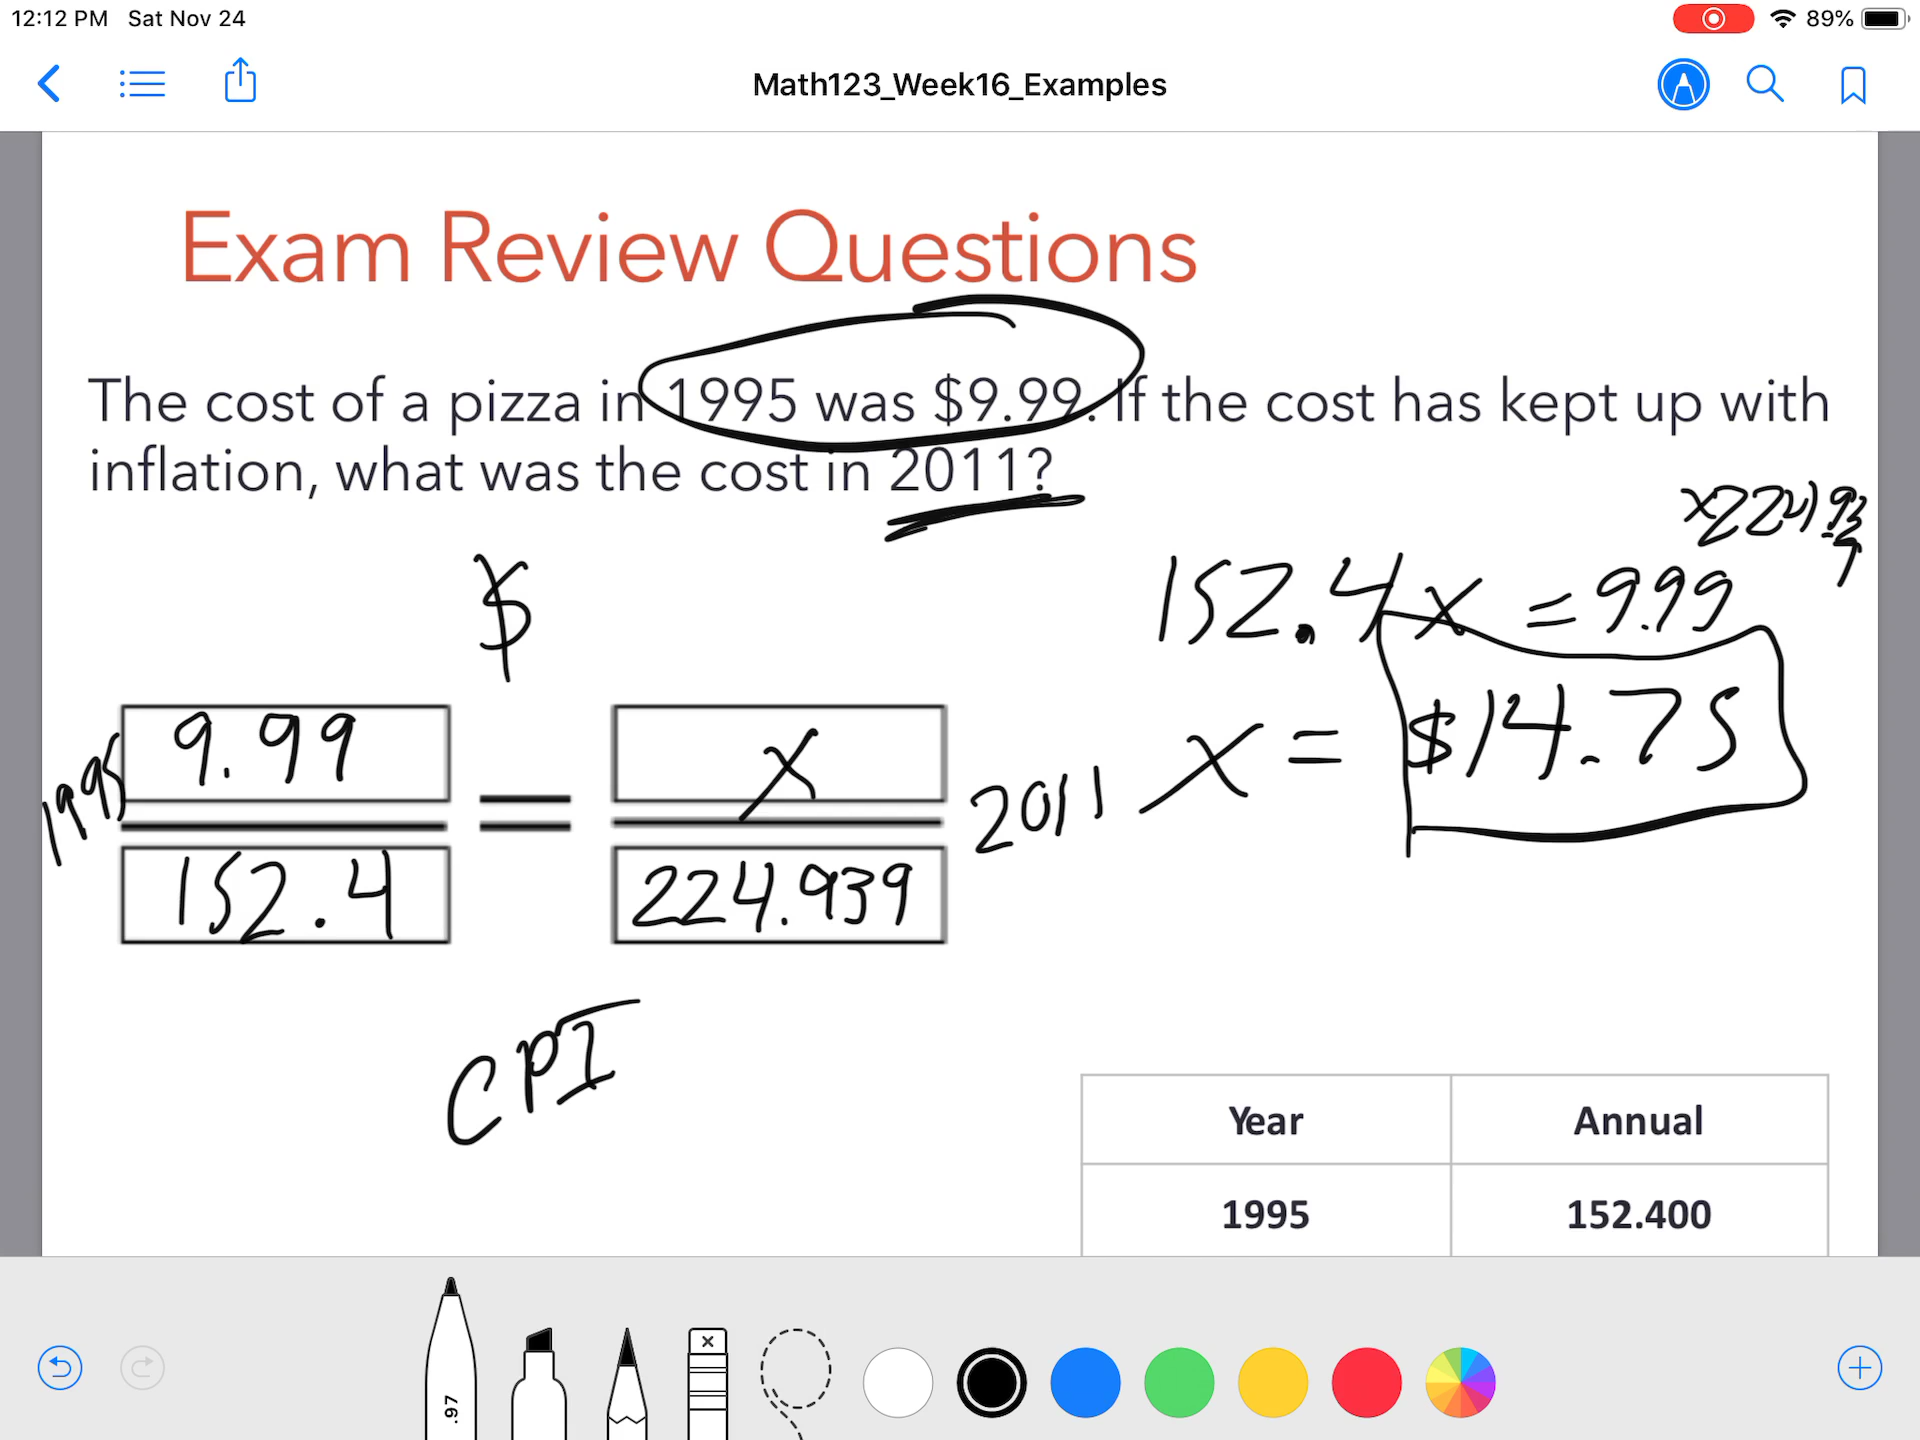 12:12 PM Sat Nov 24
89%
Math123_Week16_Examples
Exam Review Questions
The cost of a pizza in 1995 was $9.99. If the cost has kept up with
inflation, what was the cost in 2011?
$
152.4x = 9.99
x = $14.75
1995
9.99
=
x
2011
152.4
224.939
CPI
Year Annual
1995 152.400
.97